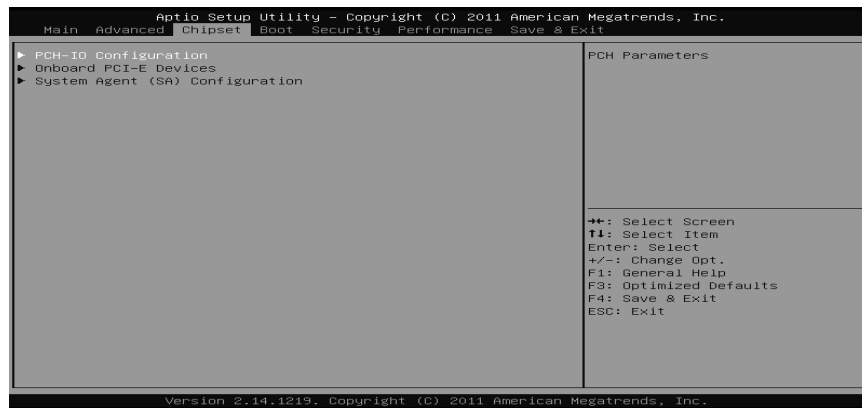 Aptio Setup Utility – Copyright (C) 2011 American Megatrends, Inc.
Main Advanced Chipset Boot Security Performance Save & Exit
► PCH-IO Configuration
► Onboard PCI-E Devices
► System Agent (SA) Configuration
PCH Parameters
→←: Select Screen
↑↓: Select Item
Enter: Select
+/-: Change Opt.
F1: General Help
F3: Optimized Defaults
F4: Save & Exit
ESC: Exit
Version 2.14.1219. Copyright (C) 2011 American Megatrends, Inc.